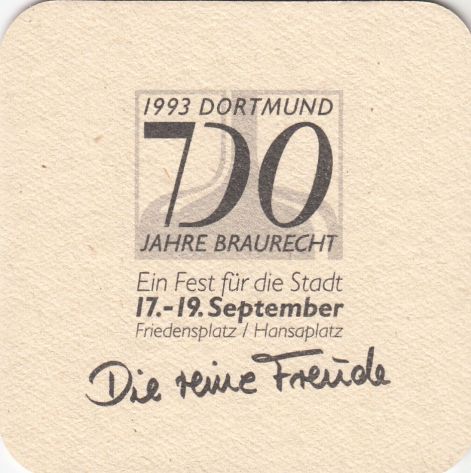 1993 DORTMUND
700
JAHRE BRAURECHT
Ein Fest für die Stadt
17.-19. September
Friedensplatz / Hansaplatz
Die reine Freude